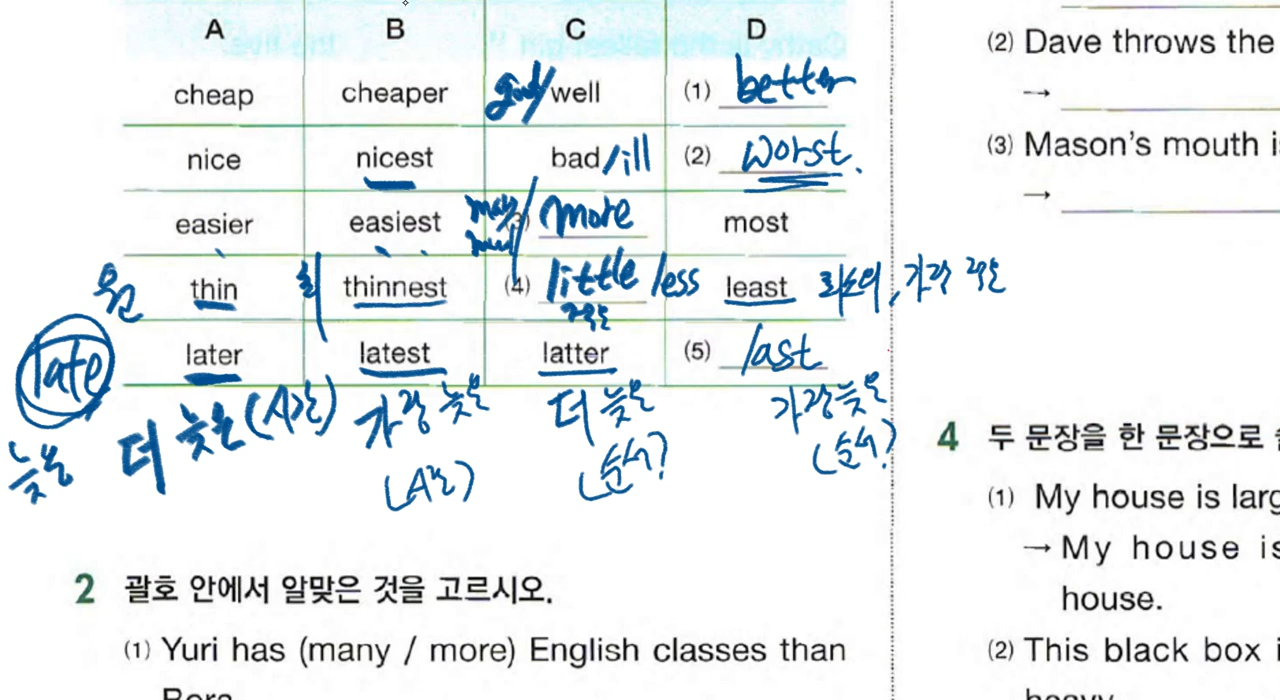 A B C D
cheap cheaper good/well (1) better
nice nicest bad/ill (2) worst.
easier easiest many/much (3) more most
원 thin 최 thinnest (4) little less least 최소의, 가장 적은
적은
late later latest latter (5) last
늦은 더 늦은(시간) 가장 늦은 더 늦은 가장 늦은
(시간) (순서) (순서)
2 괄호 안에서 알맞은 것을 고르시오.
(1) Yuri has (many / more) English classes than
(2) Dave throws the
→
(3) Mason's mouth
→
4 두 문장을 한 문장으로
(1) My house is
→ My house
house.
(2) This black box